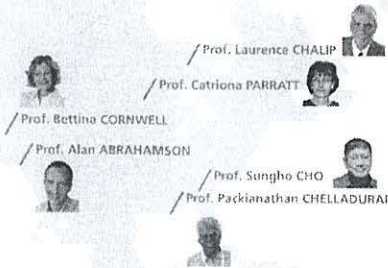 Prof. Laurence CHALIP
Prof. Catriona PARRATT
Prof. Bettina CORNWELL
Prof. Alan ABRAHAMSON
Prof. Sungho CHO
Prof. Packianathan CHELLADURAI